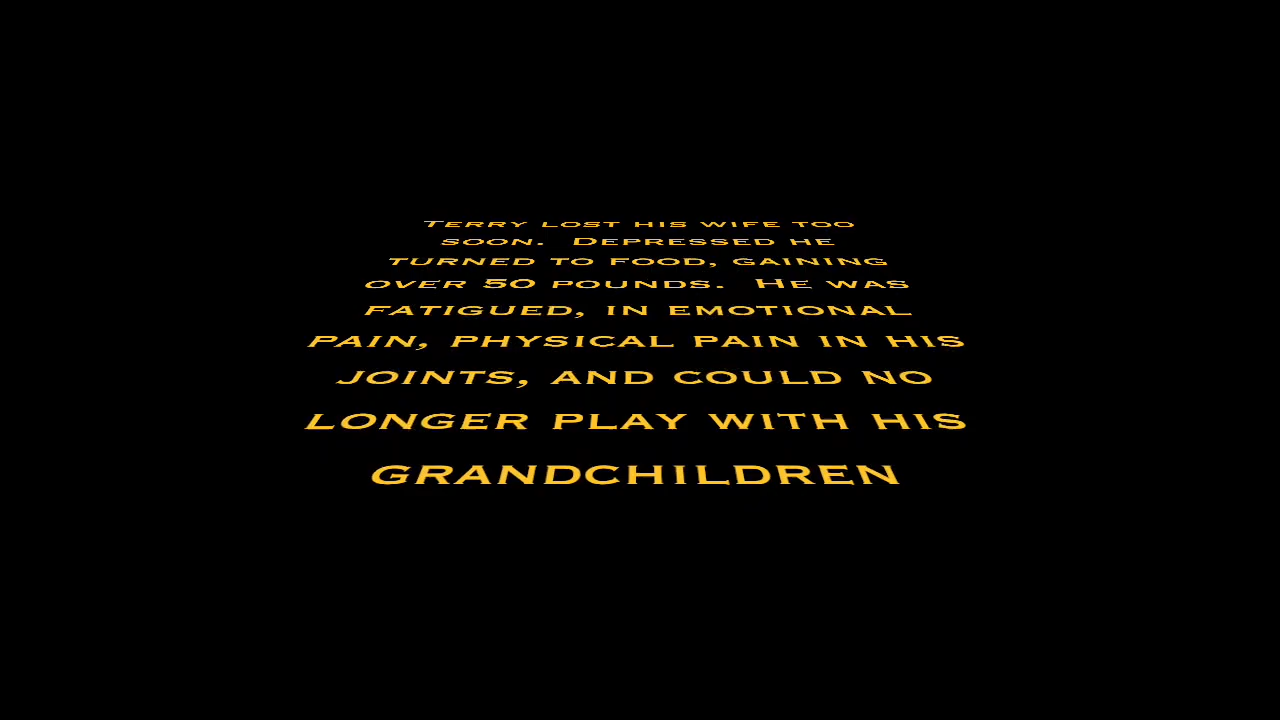 Terry lost his wife too
soon.  Depressed he
turned to food, gaining
over 50 pounds.  He was
fatigued, in emotional
pain, physical pain in his
joints, and could no
longer play with his
grandchildren